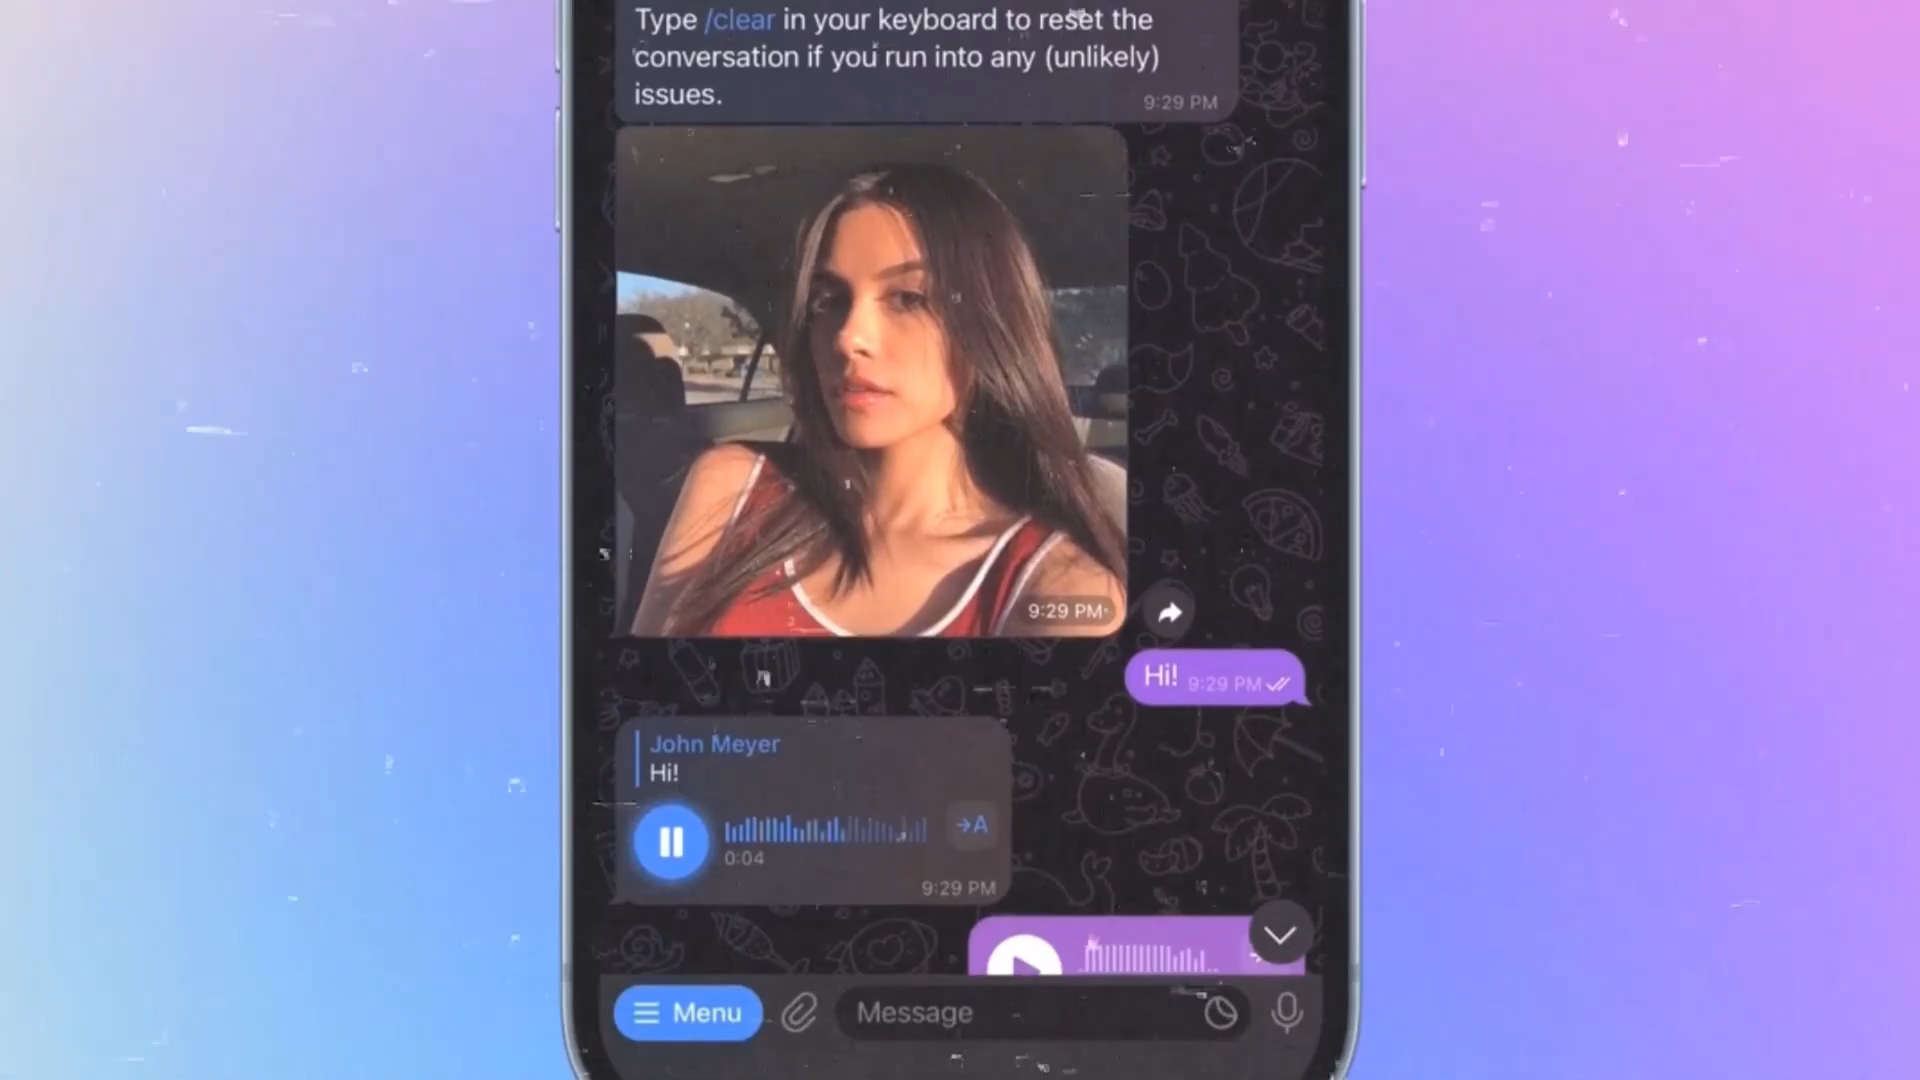 Type /clear in your keyboard to reset the
conversation if you run into any (unlikely)
issues.
9:29 PM
9:29 PM
Hi! 9:29 PM
John Meyer
Hi!
→A
0:04
9:29 PM
Menu
Message